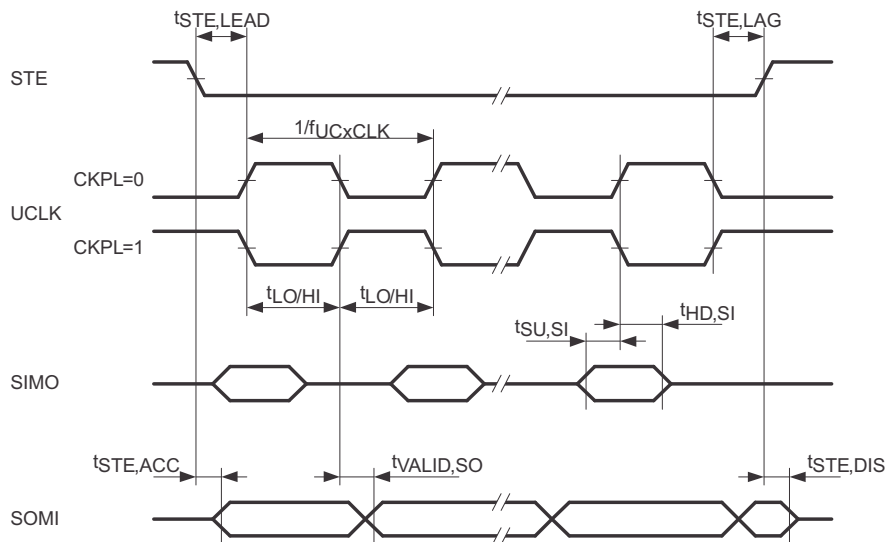 tSTE,LEAD
tSTE,LAG
STE
1/fUCxCLK
CKPL=0
UCLK
CKPL=1
tLO/HI
tLO/HI
tSU,SI
tHD,SI
SIMO
tSTE,ACC
tVALID,SO
tSTE,DIS
SOMI